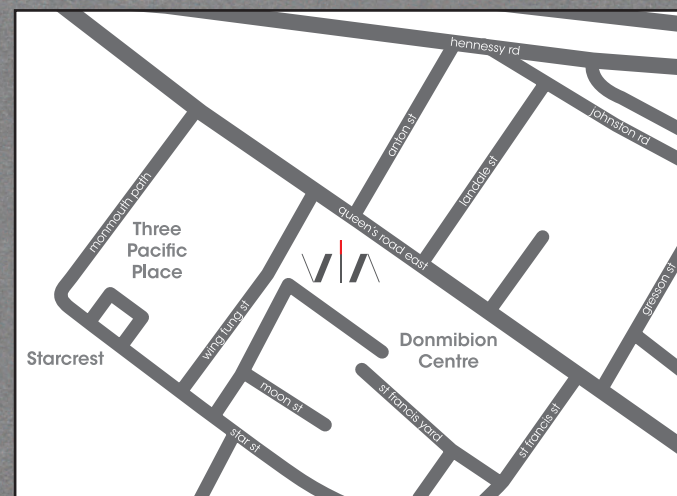 hennessy rd
johnston rd
anton st
landale st
monmouth path
queen's road east
Three
Pacific
Place
VIA
gresson st
wing fung st
Donmibion
Centre
Starcrest
moon st
st francis yard
st francis st
star st